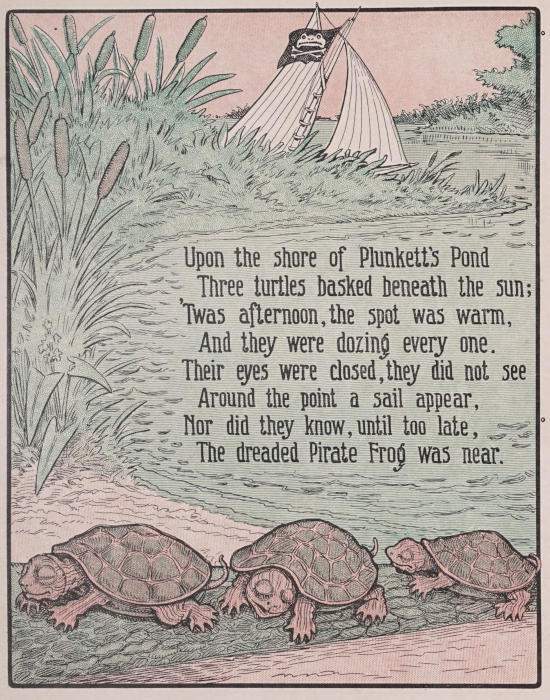 Upon the shore of Plunkett's Pond
Three turtles basked beneath the sun;
'Twas afternoon, the spot was warm,
And they were dozing every one.
Their eyes were closed, they did not see
Around the point a sail appear,
Nor did they know, until too late,
The dreaded Pirate Frog was near.